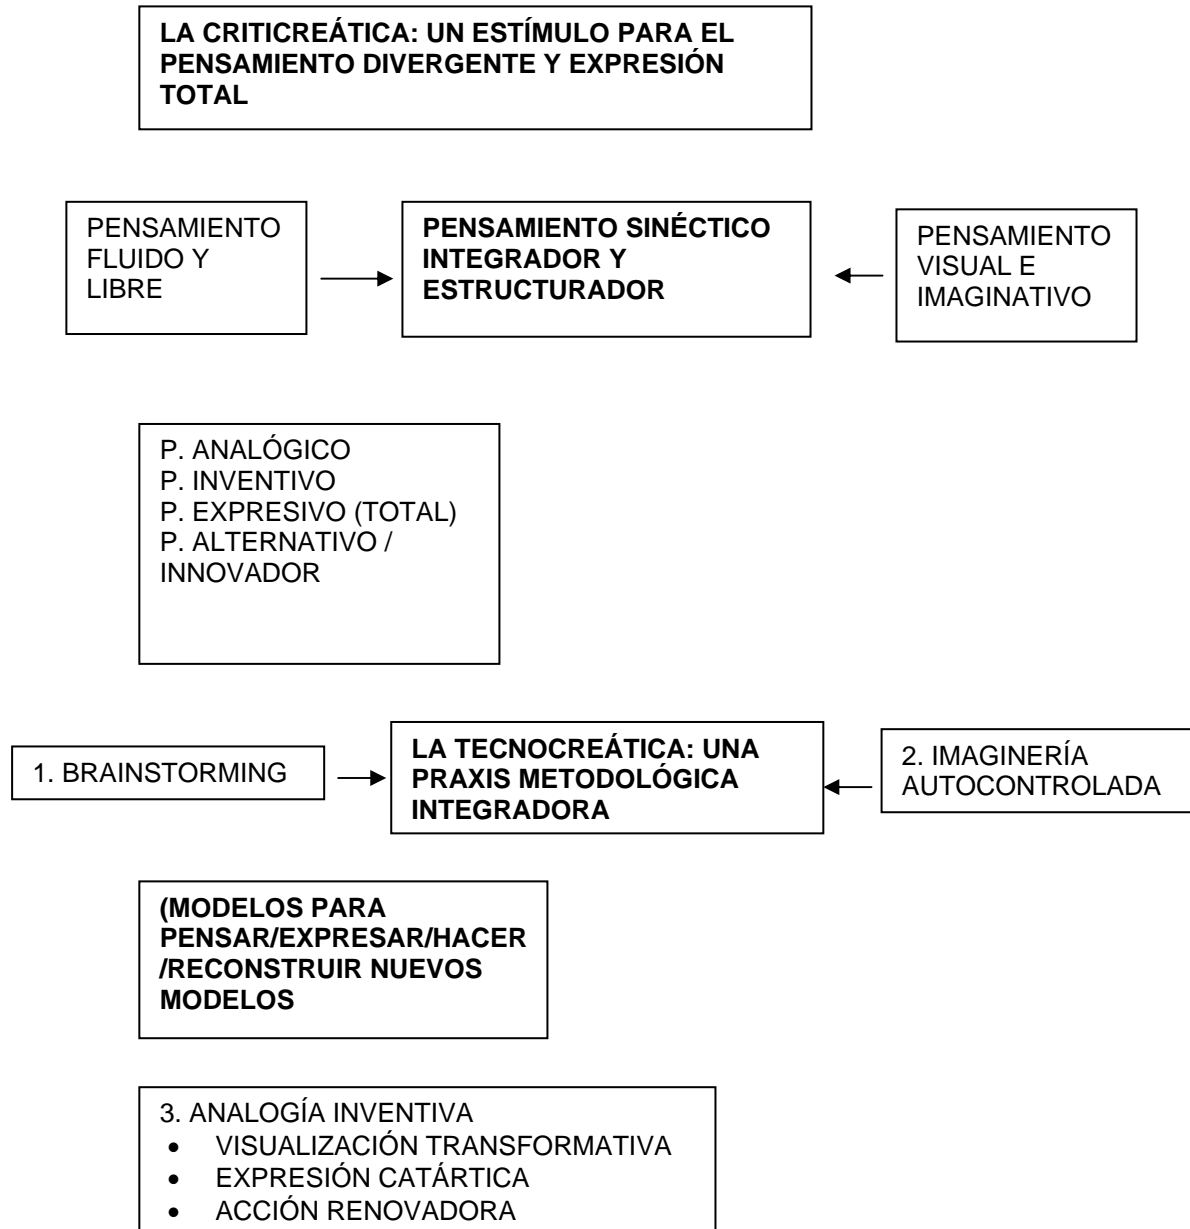 LA CRITICREÁTICA: UN ESTÍMULO PARA EL
PENSAMIENTO DIVERGENTE Y EXPRESIÓN
TOTAL
PENSAMIENTO
FLUIDO Y
LIBRE
PENSAMIENTO SINÉCTICO
INTEGRADOR Y
ESTRUCTURADOR
PENSAMIENTO
VISUAL E
IMAGINATIVO
P. ANALÓGICO
P. INVENTIVO
P. EXPRESIVO (TOTAL)
P. ALTERNATIVO /
INNOVADOR
1. BRAINSTORMING
LA TECNOCREÁTICA: UNA
PRAXIS METODOLÓGICA
INTEGRADORA
2. IMAGINERÍA
AUTOCONTROLADA
(MODELOS PARA
PENSAR/EXPRESAR/HACER
/RECONSTRUIR NUEVOS
MODELOS
3. ANALOGÍA INVENTIVA
• VISUALIZACIÓN TRANSFORMATIVA
• EXPRESIÓN CATÁRTICA
• ACCIÓN RENOVADORA